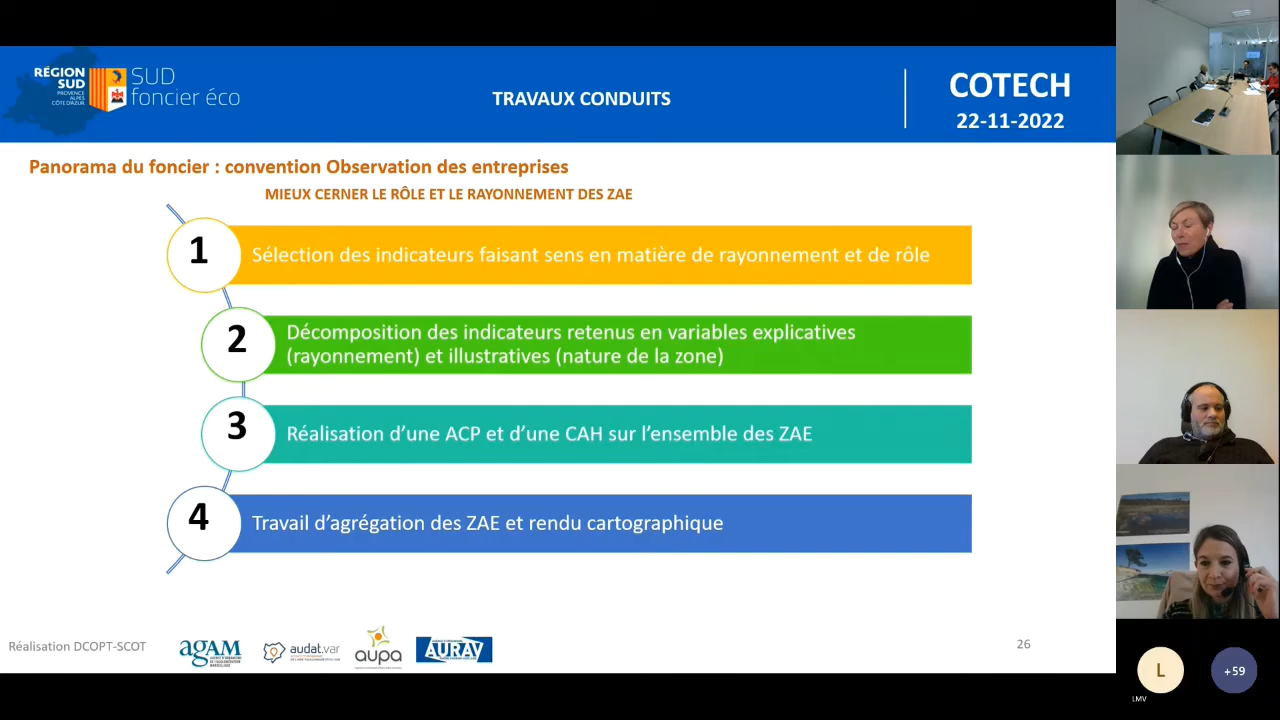 RÉGION
SUD
PROVENCE
ALPES
CÔTE D'AZUR
SUD
foncier éco
TRAVAUX CONDUITS
COTECH
22-11-2022
Panorama du foncier : convention Observation des entreprises
MIEUX CERNER LE RÔLE ET LE RAYONNEMENT DES ZAE
1
Sélection des indicateurs faisant sens en matière de rayonnement et de rôle
2
Décomposition des indicateurs retenus en variables explicatives
(rayonnement) et illustratives (nature de la zone)
3
Réalisation d'une ACP et d'une CAH sur l'ensemble des ZAE
4
Travail d'agrégation des ZAE et rendu cartographique
Réalisation DCOPT-SCOT
agam
audat.var
aupa
AURAV
26
L
+59
LMV